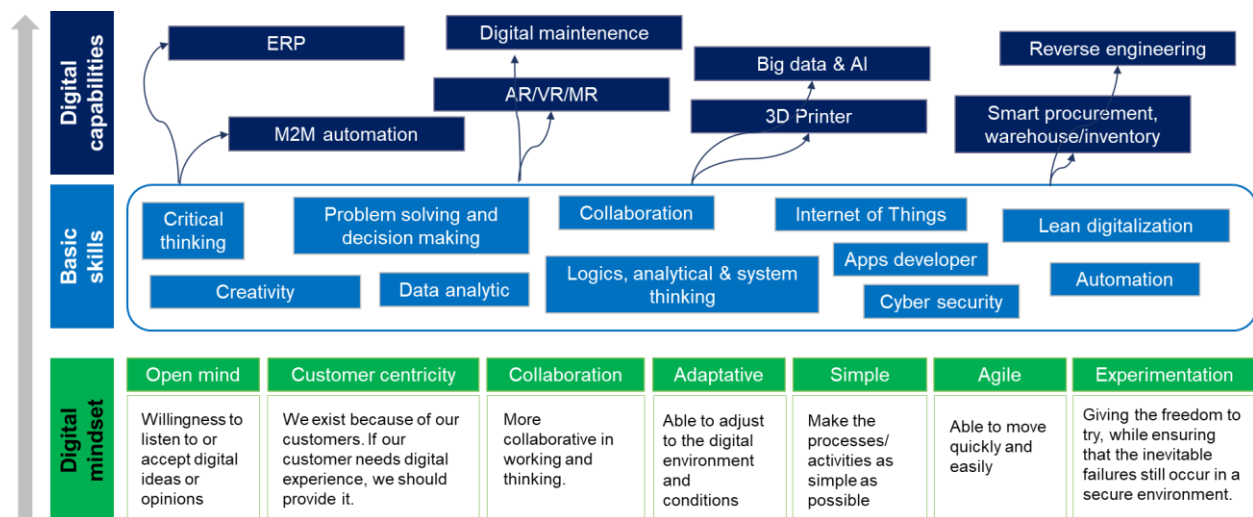 Digital
capabilities
ERP
Digital maintenence
Big data & AI
Reverse engineering
AR/VR/MR
3D Printer
Smart procurement,
warehouse/inventory
M2M automation
Basic
skills
Critical
thinking
Problem solving and
decision making
Collaboration
Internet of Things
Lean digitalization
Creativity
Data analytic
Logics, analytical & system
thinking
Apps developer
Cyber security
Automation
Digital
mindset
Open mind
Willingness to
listen to or
accept digital
ideas or
opinions
Customer centricity
We exist because of our
customers. If our
customer needs digital
experience, we should
provide it.
Collaboration
More
collaborative in
working and
thinking.
Adaptative
Able to adjust
to the digital
environment
and
conditions
Simple
Make the
processes/
activities as
simple as
possible
Agile
Able to move
quickly and
easily
Experimentation
Giving the freedom to
try, while ensuring
that the inevitable
failures still occur in a
secure environment.